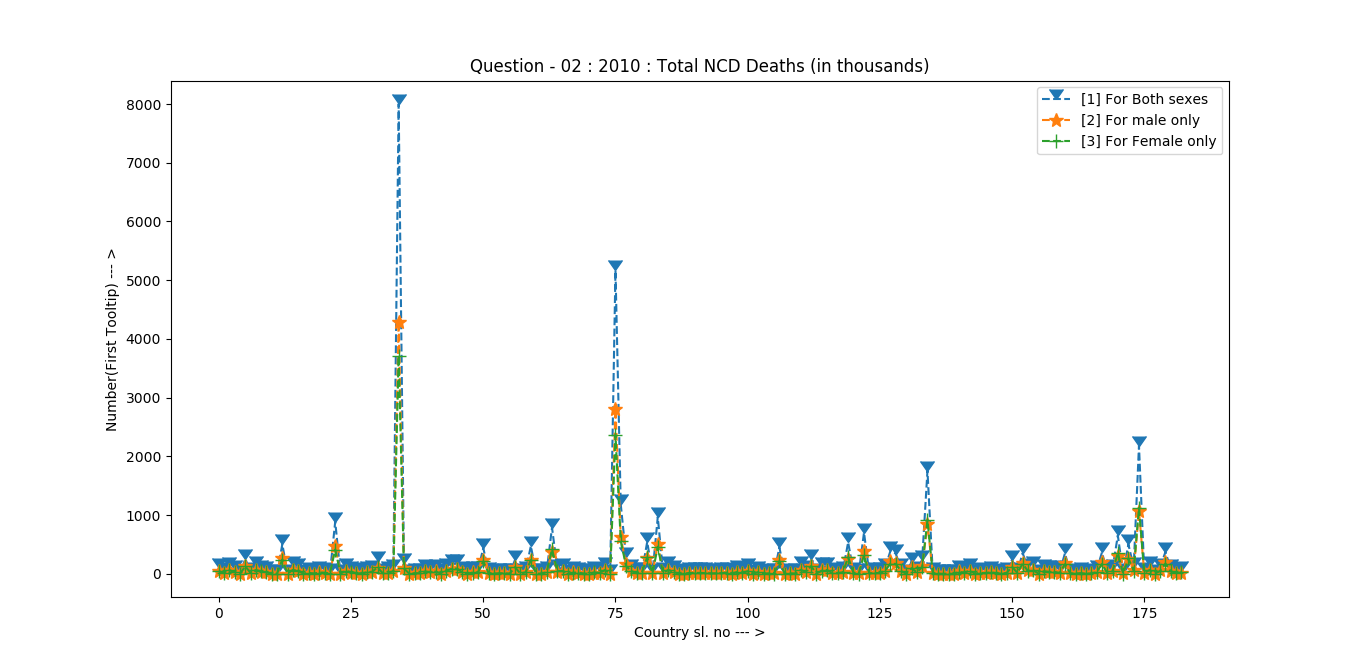 Question - 02 : 2010 : Total NCD Deaths (in thousands)
[1] For Both sexes
[2] For male only
[3] For Female only
Number(First Tooltip) --- >
8000
7000
6000
5000
4000
3000
2000
1000
0
0 25 50 75 100 125 150 175
Country sl. no --- >